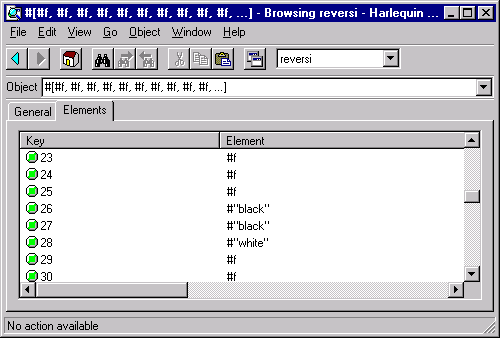 #[#f, #f, #f, #f, #f, #f, #f, #f, #f, #f, ...] - Browsing reversi - Harlequin ...
File Edit View Go Object Window Help
reversi
Object #[#f, #f, #f, #f, #f, #f, #f, #f, #f, #f, ...]
General Elements
Key Element
23 #f
24 #f
25 #f
26 #"black"
27 #"black"
28 #"white"
29 #f
30 #f
No action available